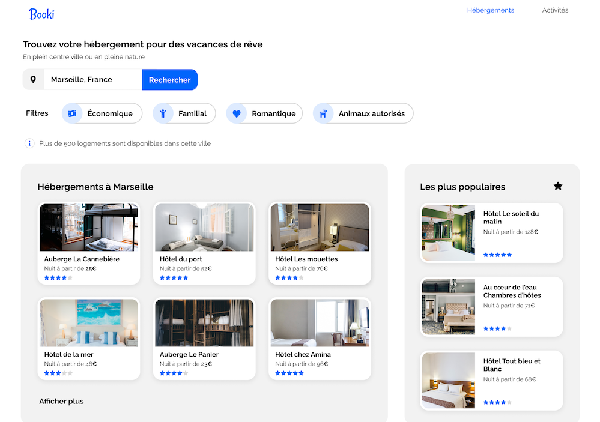 Booki
Hébergements
Activités
Trouvez votre hébergement pour des vacances de rêve
En plein centre ville ou en pleine nature
Marseille, France
Rechercher
Filtres
Économique
Familial
Romantique
Animaux autorisés
Plus de 500 logements sont disponibles dans cette ville
Hébergements à Marseille
Auberge La Cannebière
Nuit à partir de 25€
Hôtel du port
Nuit à partir de 52€
Hôtel Les mouettes
Nuit à partir de 76€
Hôtel de la mer
Nuit à partir de
Auberge Le Panier
Nuit à partir de 23€
Hôtel chez Amina
Nuit à partir de 96€
Afficher plus
Les plus populaires
Hôtel Le soleil du
matin
Nuit à partir de 128€
Au cœur de l'eau
Chambres d'hôtes
Nuit à partir de 71€
Hôtel Tout bleu et
Blanc
Nuit à partir de 68€